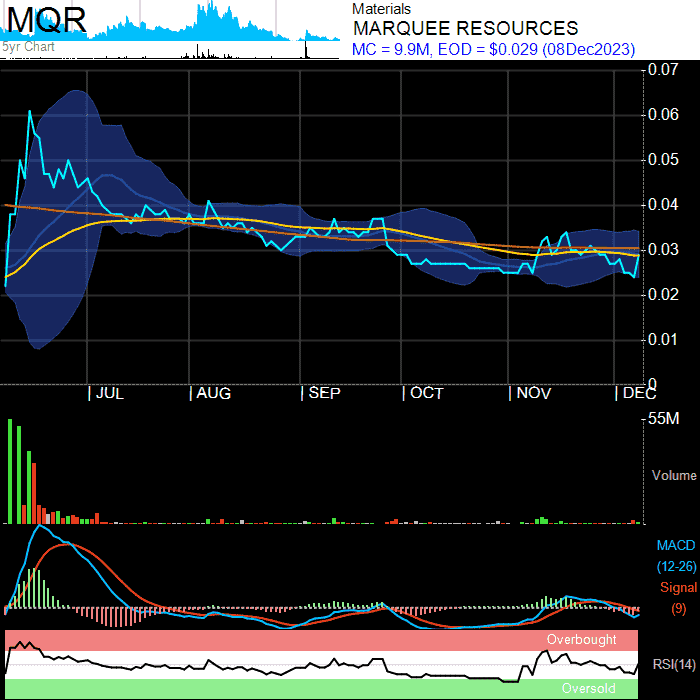 MQR
5yr Chart
Materials
MARQUEE RESOURCES
MC = 9.9M, EOD = $0.029 (08Dec2023)
0.07
0.06
0.05
0.04
0.03
0.02
0.01
0
JUL AUG SEP OCT NOV DEC
55M
Volume
MACD
(12-26)
Signal
(9)
Overbought
RSI(14)
Oversold